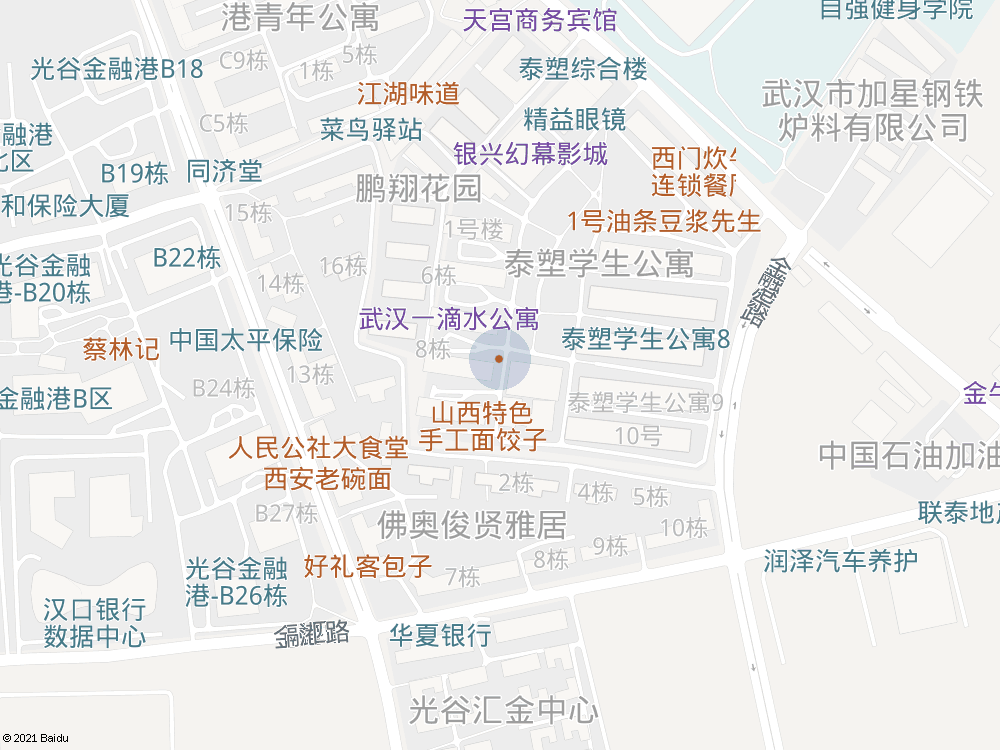 港青年公寓
天宫商务宾馆
自强健身学院
5栋
C9栋
1栋
光谷金融港B18
泰塑综合楼
江湖味道
武汉市加星钢铁
炉料有限公司
C5栋
菜鸟驿站
精益眼镜
融港
北区
银兴幻幕影城
西门炊牛
连锁餐厅
B19栋
同济堂
鹏翔花园
和保险大厦
15栋
1号楼
1号油条豆浆先生
B22栋
光谷金融
港-B20栋
16栋
6栋
泰塑学生公寓
14栋
金融港路
武汉一滴水公寓
中国太平保险
8栋
泰塑学生公寓8
蔡林记
13栋
B24栋
金融港B区
金牛
山西特色
手工面饺子
泰塑学生公寓9
10号
人民公社大食堂
西安老碗面
中国石油加油
2栋
4栋
5栋
B27栋
佛奥俊贤雅居
10栋
联泰地产
9栋
8栋
润泽汽车养护
光谷金融
港-B26栋
好礼客包子
7栋
汉口银行
数据中心
华夏银行
光谷汇金中心
© 2021 Baidu